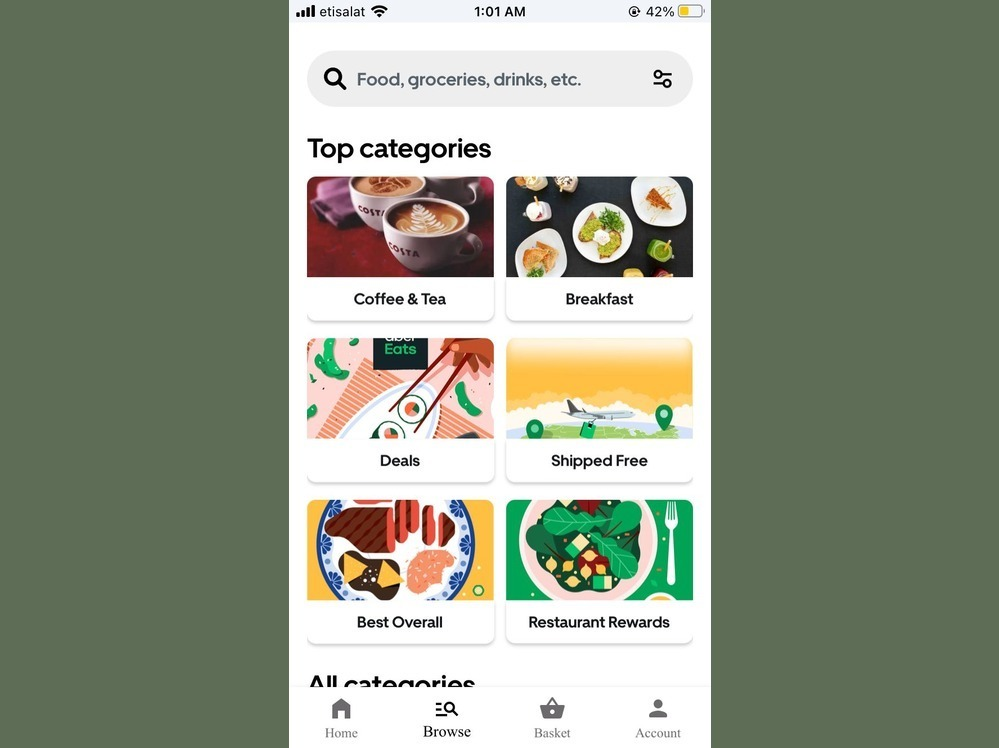 etisalat 1:01 AM 42%
Food, groceries, drinks, etc.
Top categories
COSTA
COSTA
Coffee & Tea
Breakfast
Uber
Eats
Deals
Shipped Free
Best Overall
Restaurant Rewards
All categories
Home
Browse
Basket
Account